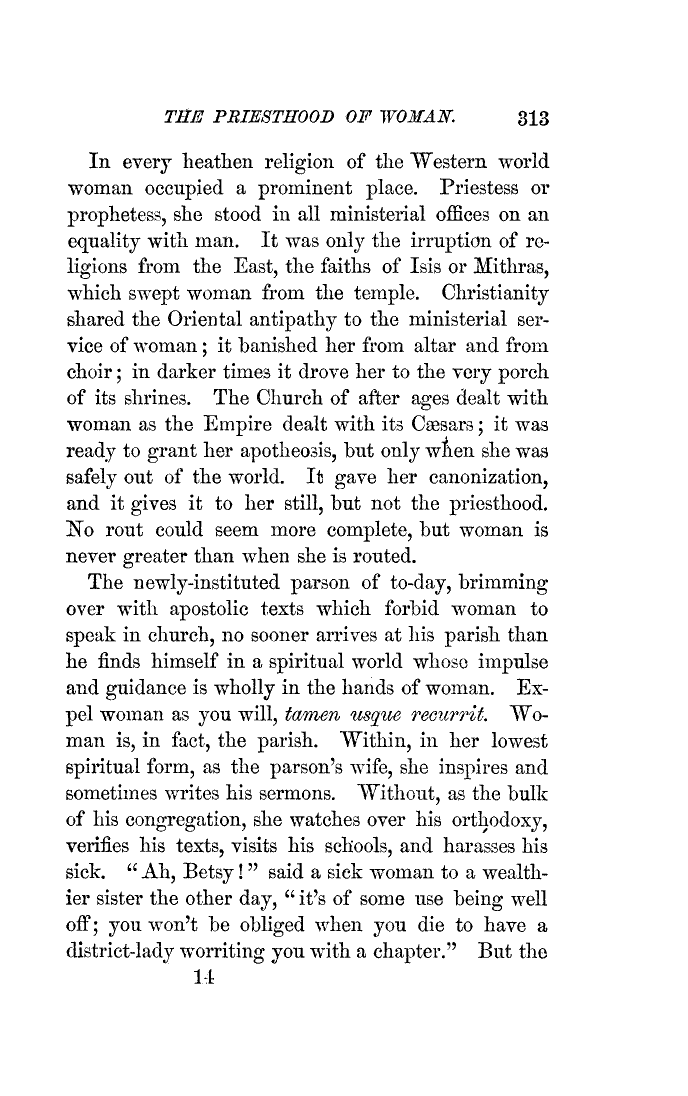 THE PRIESTHOOD OF WOMAN. 313
In every heathen religion of the Western world
woman occupied a prominent place. Priestess or
prophetess, she stood in all ministerial offices on an
equality with man. It was only the irruption of re-
ligions from the East, the faiths of Isis or Mithras,
which swept woman from the temple. Christianity
shared the Oriental antipathy to the ministerial ser-
vice of woman; it banished her from altar and from
choir; in darker times it drove her to the very porch
of its shrines. The Church of after ages dealt with
woman as the Empire dealt with its Cæsars; it was
ready to grant her apotheosis, but only when she was
safely out of the world. It gave her canonization,
and it gives it to her still, but not the priesthood.
No rout could seem more complete, but woman is
never greater than when she is routed.
The newly-instituted parson of to-day, brimming
over with apostolic texts which forbid woman to
speak in church, no sooner arrives at his parish than
he finds himself in a spiritual world whose impulse
and guidance is wholly in the hands of woman. Ex-
pel woman as you will, tamen usque recurrit. Wo-
man is, in fact, the parish. Within, in her lowest
spiritual form, as the parson's wife, she inspires and
sometimes writes his sermons. Without, as the bulk
of his congregation, she watches over his orthodoxy,
verifies his texts, visits his schools, and harasses his
sick. "Ah, Betsy!" said a sick woman to a wealth-
ier sister the other day, "it's of some use being well
off; you won't be obliged when you die to have a
district-lady worriting you with a chapter." But the
14